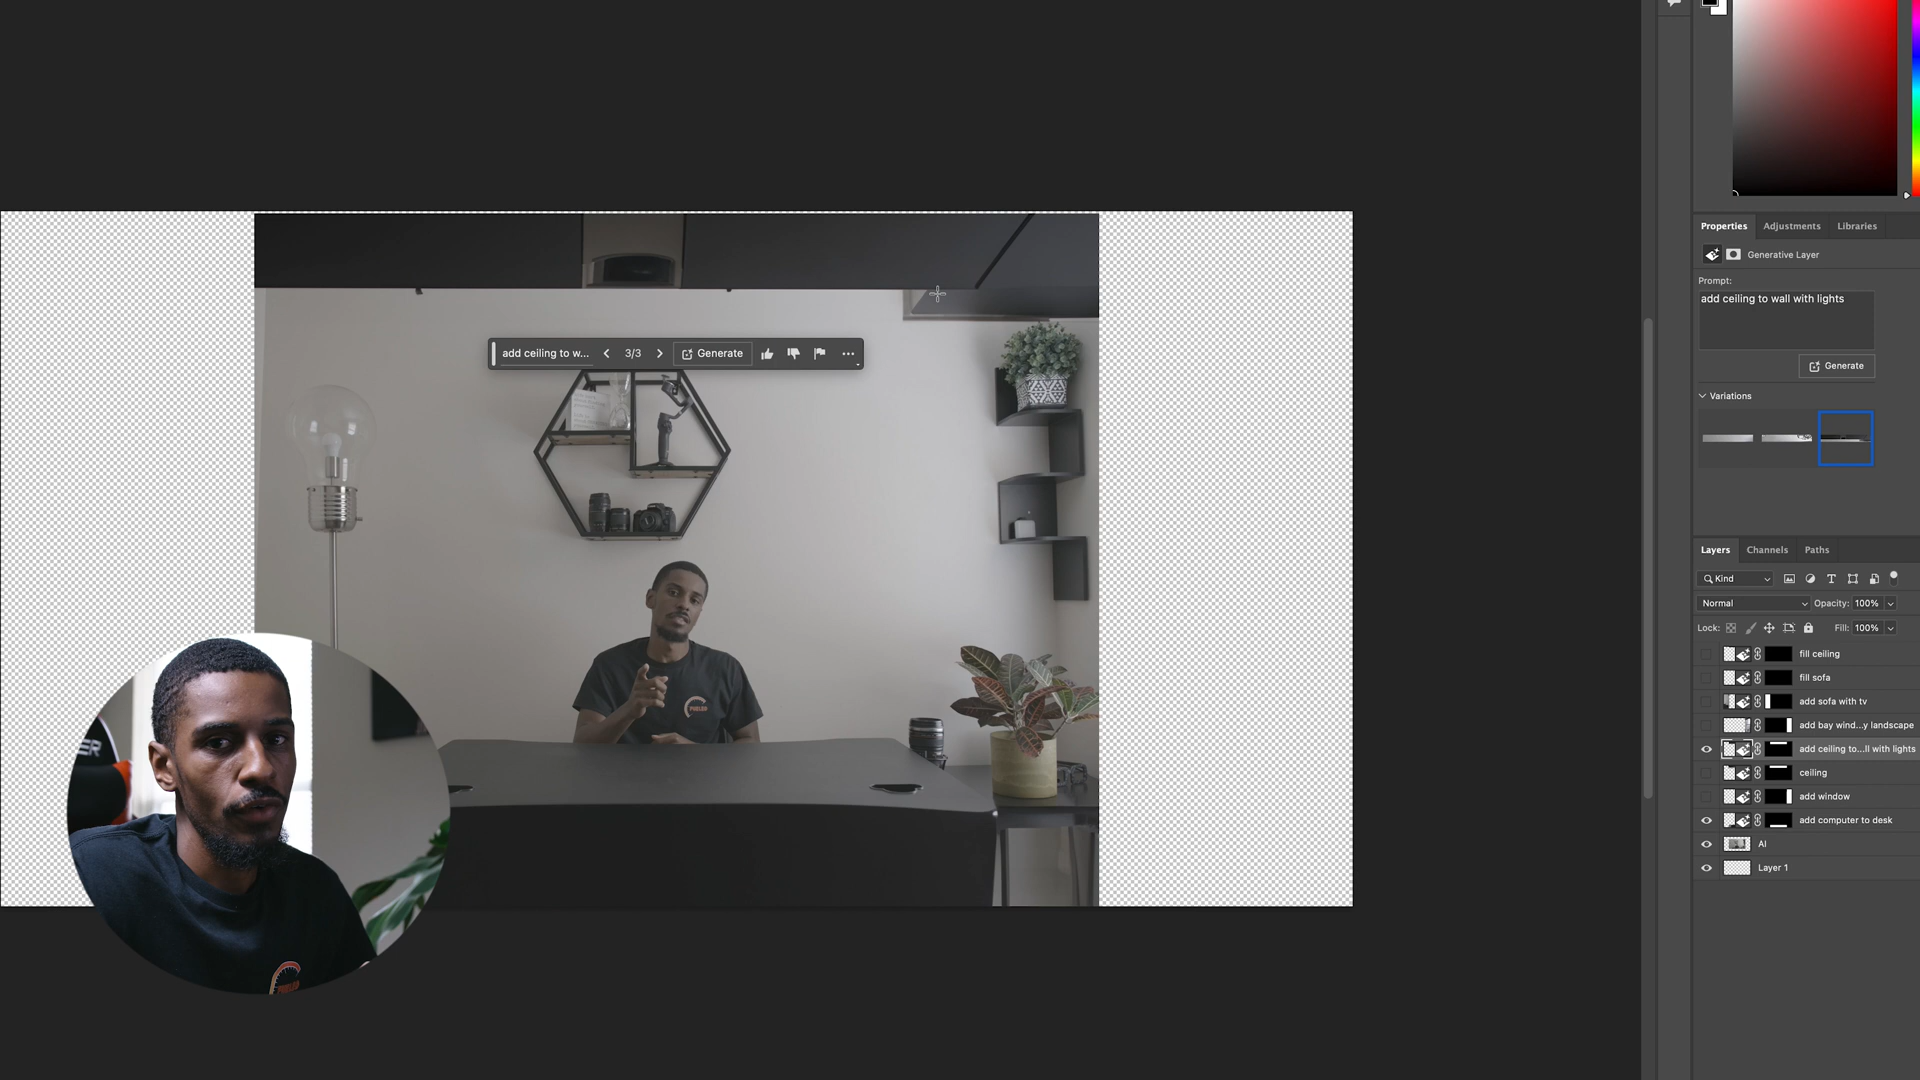 Properties
Adjustments
Libraries
Generative Layer
Prompt:
add ceiling to wall with lights
Generate
Variations
add ceiling to w...
3/3
Generate
Layers
Channels
Paths
Kind
Normal
Opacity: 100%
Lock:
Fill: 100%
fill ceiling
fill sofa
add sofa with tv
add bay wind...y landscape
add ceiling to...ll with lights
ceiling
add window
add computer to desk
AI
Layer 1